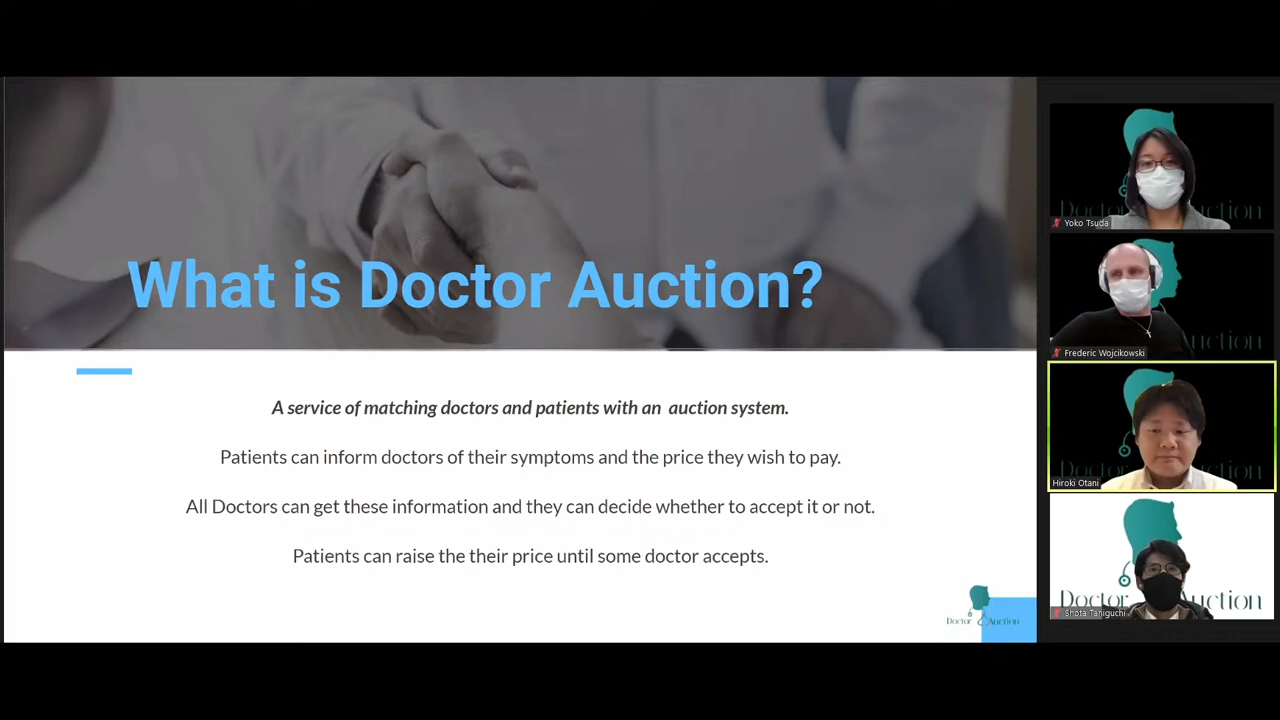 What is Doctor Auction?
A service of matching doctors and patients with an auction system.
Patients can inform doctors of their symptoms and the price they wish to pay.
All Doctors can get these information and they can decide whether to accept it or not.
Patients can raise the their price until some doctor accepts.
Doctor Auction
Yoko Tsuda
Frederic Wojcikowski
Hiroki Otani
Doctor Auction
Shota Taniguchi